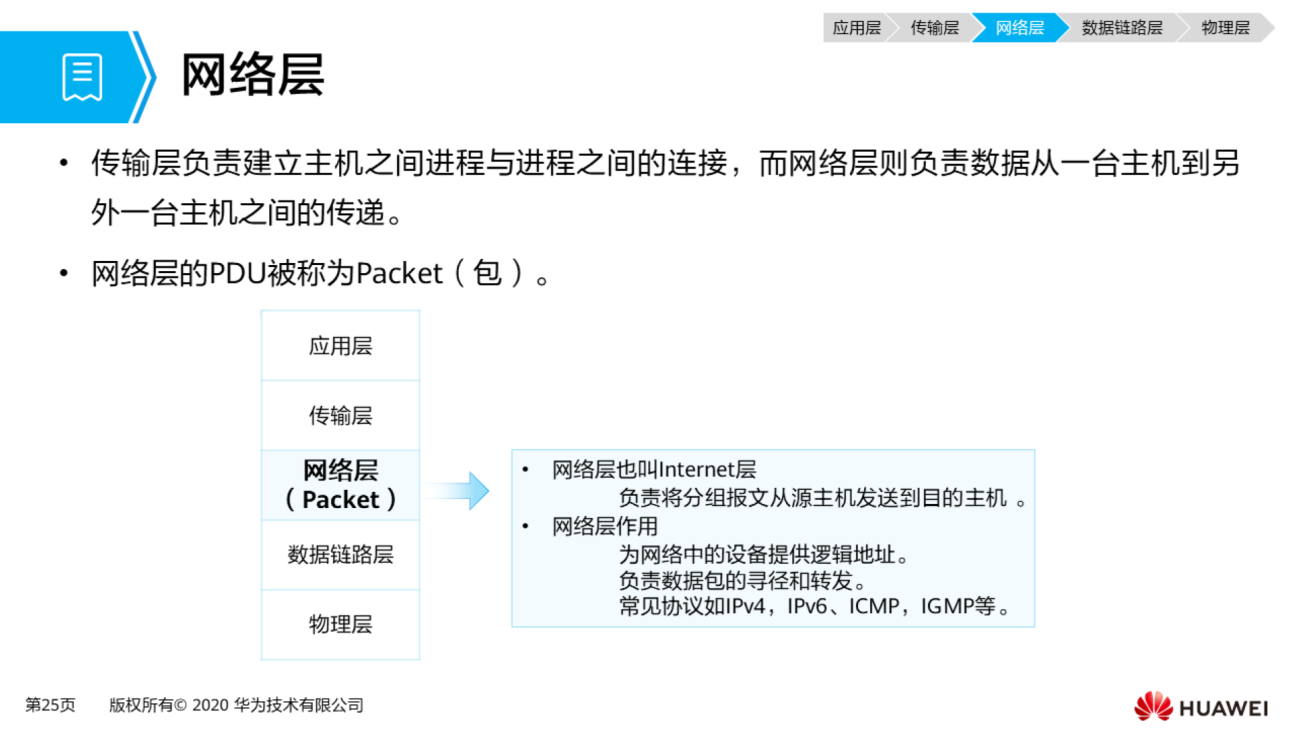 应用层 传输层 网络层 数据链路层 物理层
网络层
• 传输层负责建立主机之间进程与进程之间的连接，而网络层则负责数据从一台主机到另
外一台主机之间的传递。
• 网络层的PDU被称为Packet（包）。
应用层
传输层
网络层
（Packet）
数据链路层
物理层
• 网络层也叫Internet层
负责将分组报文从源主机发送到目的主机 。
• 网络层作用
为网络中的设备提供逻辑地址。
负责数据包的寻径和转发。
常见协议如IPv4，IPv6、ICMP，IGMP等。
第25页 版权所有© 2020 华为技术有限公司
HUAWEI